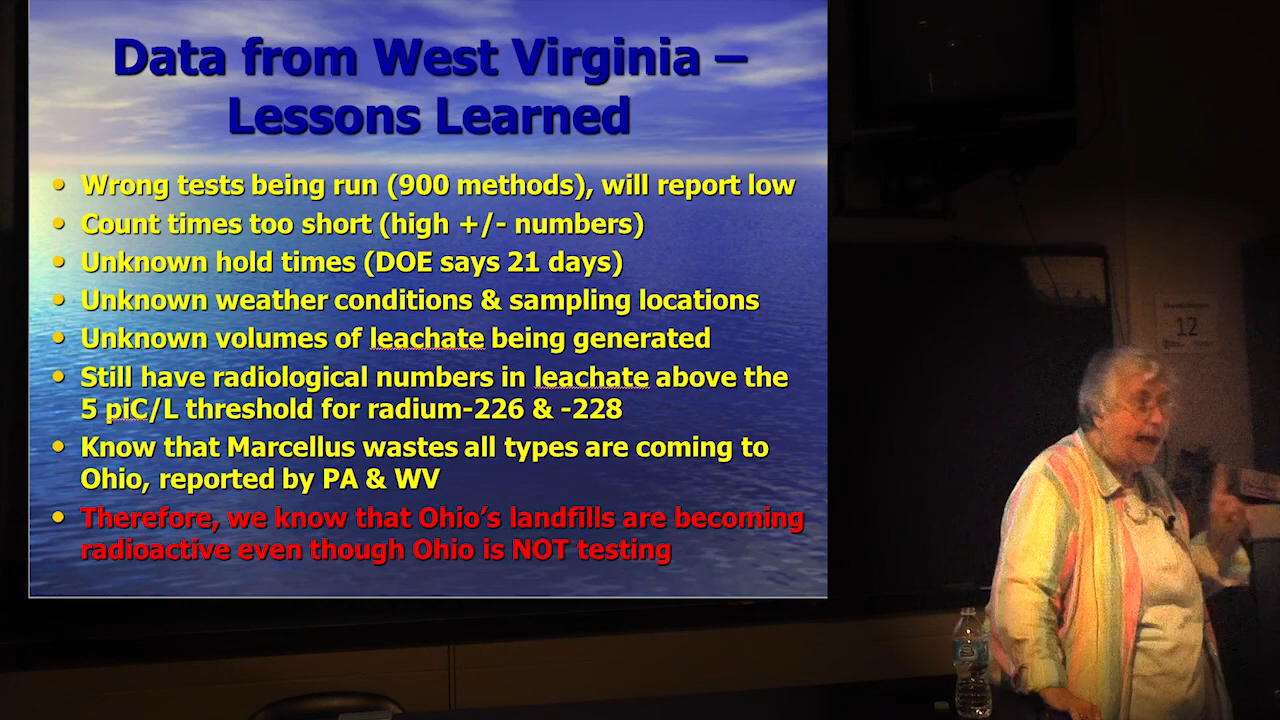 Data from West Virginia –
Lessons Learned
• Wrong tests being run (900 methods), will report low
• Count times too short (high +/- numbers)
• Unknown hold times (DOE says 21 days)
• Unknown weather conditions & sampling locations
• Unknown volumes of leachate being generated
• Still have radiological numbers in leachate above the
5 piC/L threshold for radium-226 & -228
• Know that Marcellus wastes all types are coming to
Ohio, reported by PA & WV
• Therefore, we know that Ohio’s landfills are becoming
radioactive even though Ohio is NOT testing
12